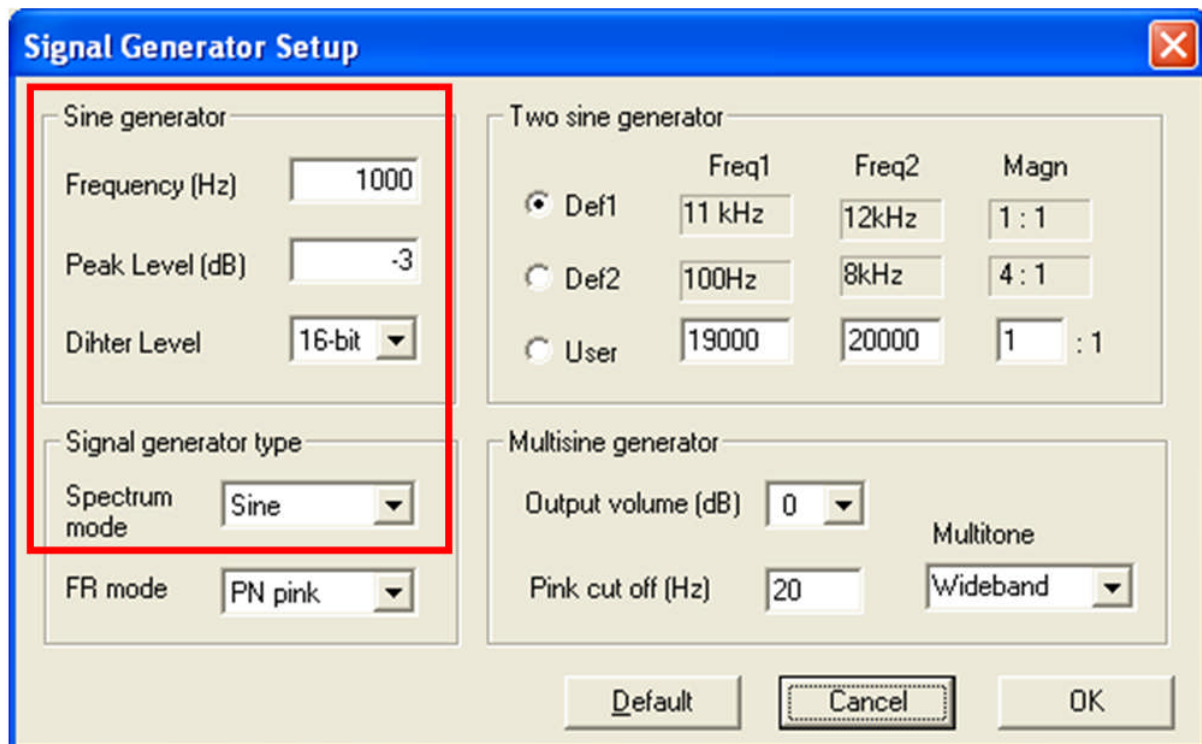 Signal Generator Setup
Sine generator
Frequency (Hz) 1000
Peak Level (dB) -3
Dihter Level 16-bit
Two sine generator
Freq1 Freq2 Magn
Def1 11 kHz 12kHz 1 : 1
Def2 100Hz 8kHz 4 : 1
User 19000 20000 1 : 1
Signal generator type
Spectrum mode Sine
FR mode PN pink
Multisine generator
Output volume (dB) 0
Multitone
Pink cut off (Hz) 20 Wideband
Default Cancel OK